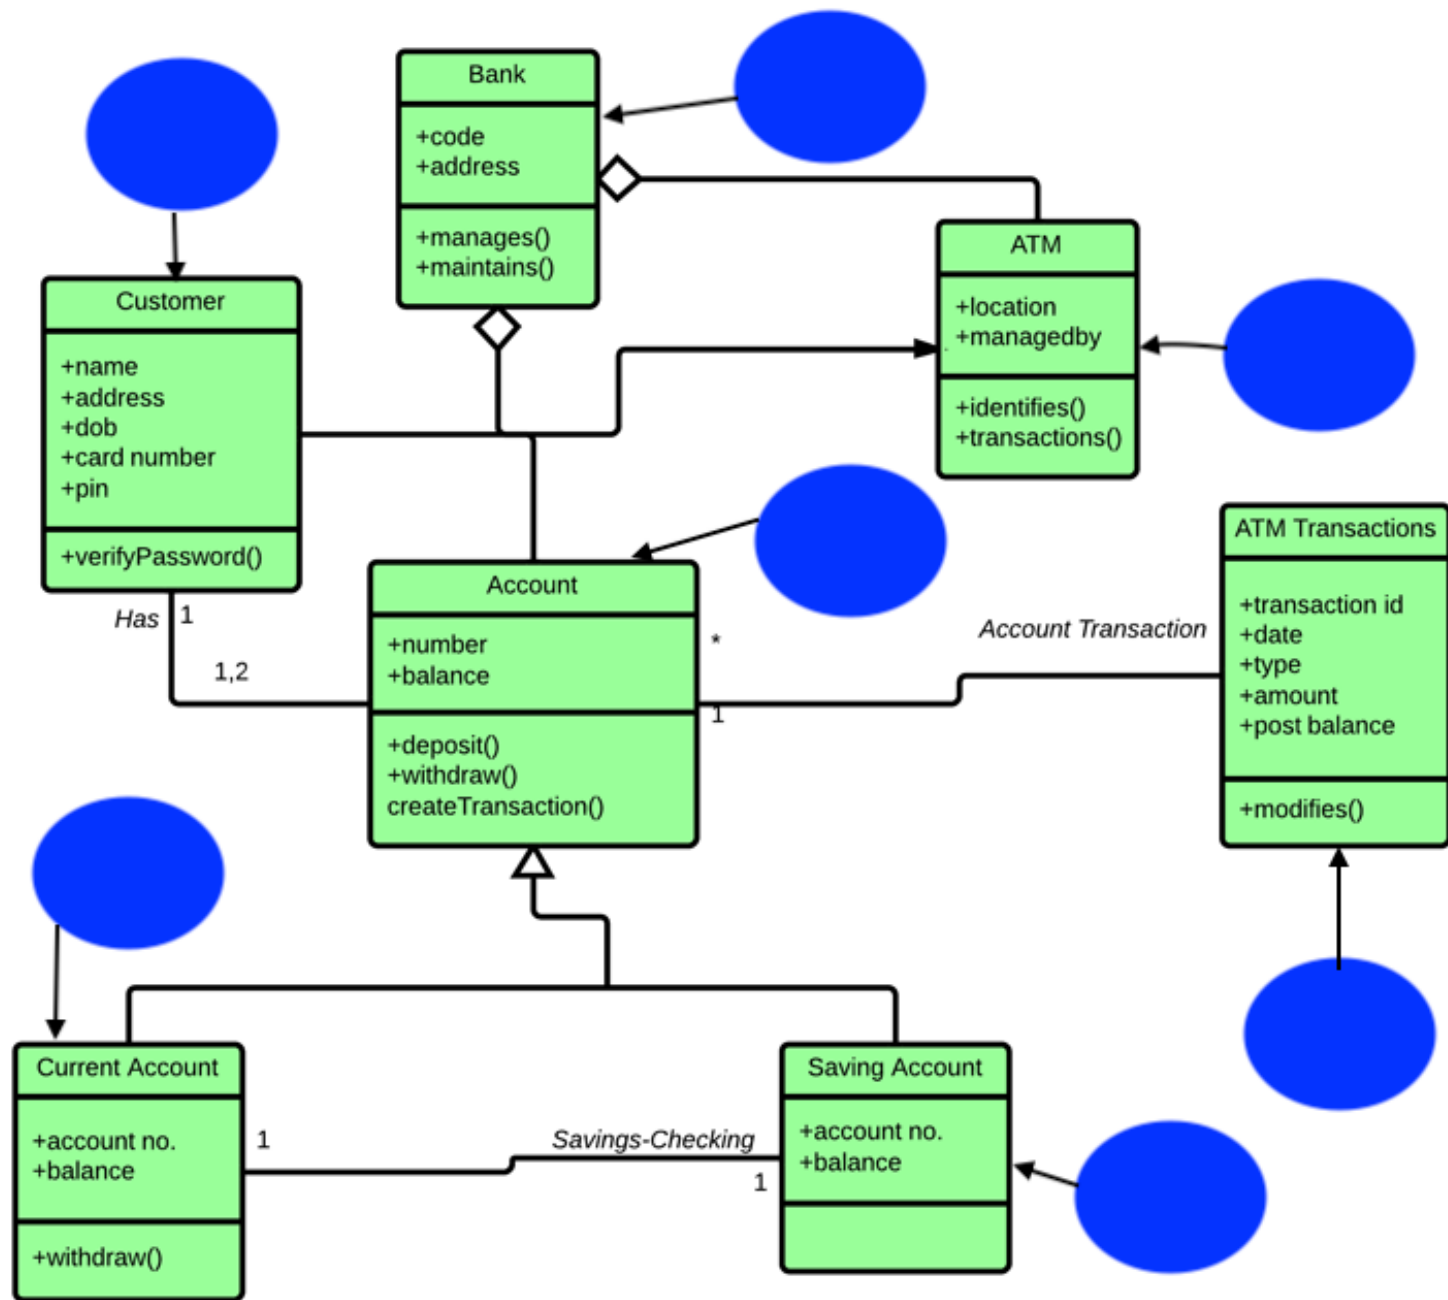 Bank
+code
+address
+manages()
+maintains()
Customer
+name
+address
+dob
+card number
+pin
+verifyPassword()
ATM
+location
+managedby
+identifies()
+transactions()
Has
1
1,2
Account
+number
+balance
+deposit()
+withdraw()
createTransaction()
*
1
Account Transaction
ATM Transactions
+transaction id
+date
+type
+amount
+post balance
+modifies()
Current Account
+account no.
+balance
+withdraw()
1
Savings-Checking
1
Saving Account
+account no.
+balance